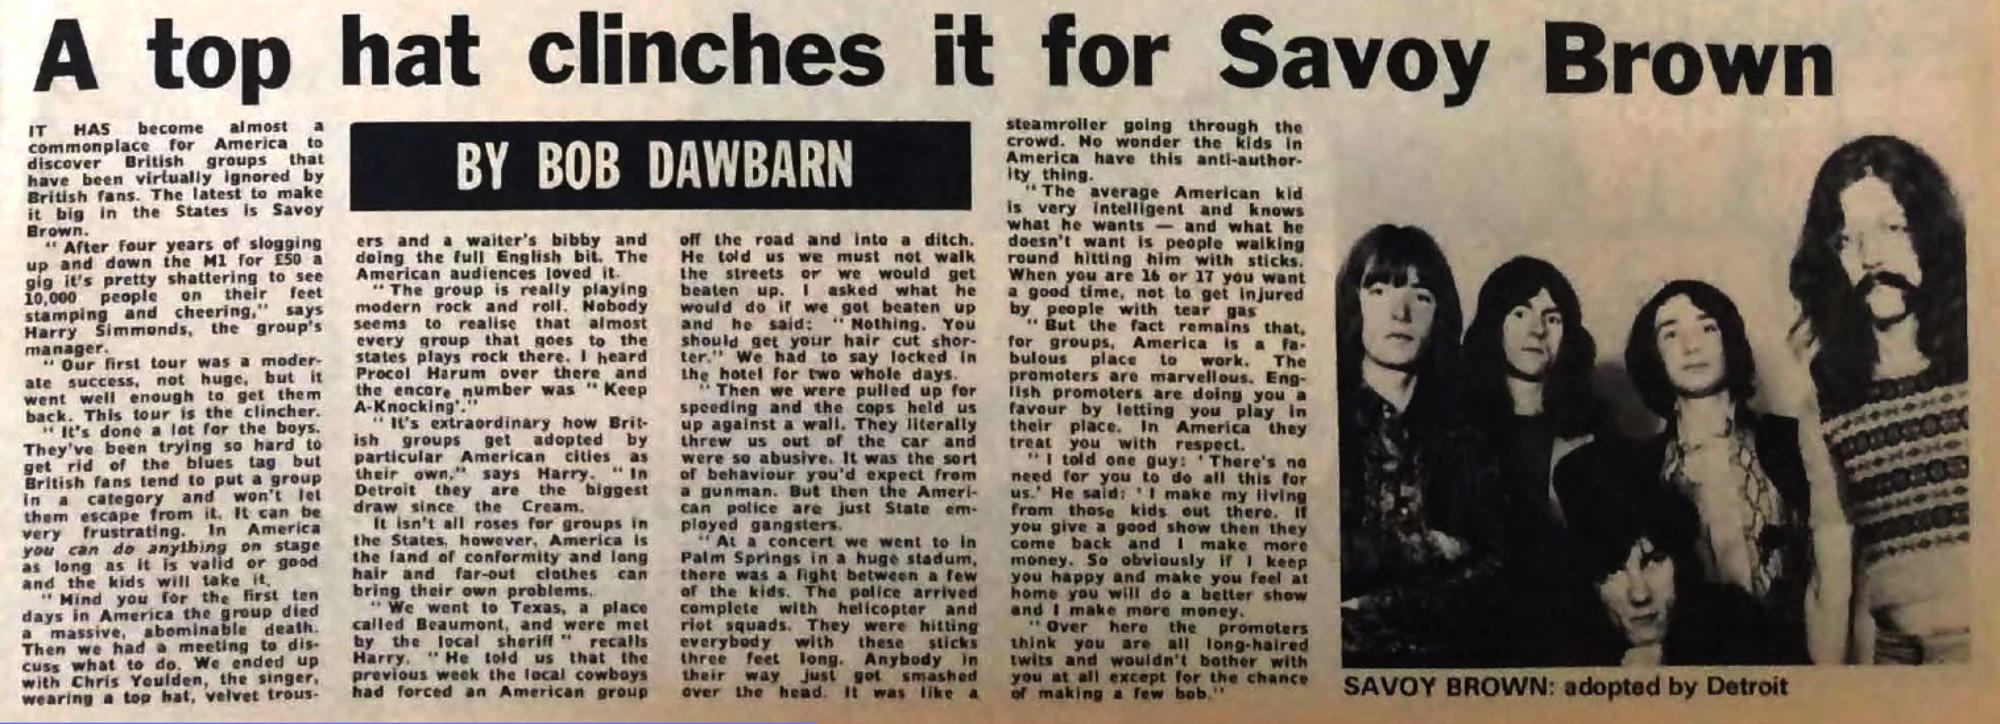 A top hat clinches it for Savoy Brown
IT HAS become almost a
commonplace for America to
discover British groups that
have been virtually ignored by
British fans. The latest to make
it big in the States is Savoy
Brown.
" After four years of slogging
up and down the M1 for £50 a
gig it's pretty shattering to see
10,000 people on their feet
stamping and cheering," says
Harry Simmonds, the group's
manager.
" Our first tour was a moder-
ate success, not huge, but it
went well enough to get them
back. This tour is the clincher.
" It's done a lot for the boys.
They've been trying so hard to
get rid of the blues tag but
British fans tend to put a group
in a category and won't let
them escape from it. It can be
very frustrating. In America
you can do anything on stage
as long as it is valid or good
and the kids will take it.
" Mind you for the first ten
days in America the group died
a massive, abominable death.
Then we had a meeting to dis-
cuss what to do. We ended up
with Chris Youlden, the singer,
wearing a top hat, velvet trous-
BY BOB DAWBARN
ers and a waiter's bibby and
doing the full English bit. The
American audiences loved it.
" The group is really playing
modern rock and roll. Nobody
seems to realise that almost
every group that goes to the
states plays rock there. I heard
Procol Harum over there and
the encore number was " Keep
A-Knocking'."
" It's extraordinary how Brit-
ish groups get adopted by
particular American cities as
their own," says Harry. " In
Detroit they are the biggest
draw since the Cream.
It isn't all roses for groups in
the States, however, America is
the land of conformity and long
hair and far-out clothes can
bring their own problems.
" We went to Texas, a place
called Beaumont, and were met
by the local sheriff " recalls
Harry. " He told us that the
previous week the local cowboys
had forced an American group
off the road and into a ditch.
He told us we must not walk
the streets or we would get
beaten up. I asked what he
would do if we got beaten up
and he said: " Nothing. You
should get your hair cut shor-
ter." We had to say locked in
the hotel for two whole days.
" Then we were pulled up for
speeding and the cops held us
up against a wall. They literally
threw us out of the car and
were so abusive. It was the sort
of behaviour you'd expect from
a gunman. But then the Ameri-
can police are just State em-
ployed gangsters.
" At a concert we went to in
Palm Springs in a huge stadum,
there was a fight between a few
of the kids. The police arrived
complete with helicopter and
riot squads. They were hitting
everybody with these sticks
three feet long. Anybody in
their way just got smashed
over the head. It was like a
steamroller going through the
crowd. No wonder the kids in
America have this anti-author-
ity thing.
" The average American kid
is very intelligent and knows
what he wants — and what he
doesn't want is people walking
round hitting him with sticks.
When you are 16 or 17 you want
a good time, not to get injured
by people with tear gas
" But the fact remains that,
for groups, America is a fa-
bulous place to work. The
promoters are marvellous. Eng-
lish promoters are doing you a
favour by letting you play in
their place. In America they
treat you with respect.
" I told one guy: ' There's no
need for you to do all this for
us.' He said: ' I make my living
from those kids out there. If
you give a good show then they
come back and I make more
money. So obviously if I keep
you happy and make you feel at
home you will do a better show
and I make more money.
" Over here the promoters
think you are all long-haired
twits and wouldn't bother with
you at all except for the chance
of making a few bob."
SAVOY BROWN: adopted by Detroit